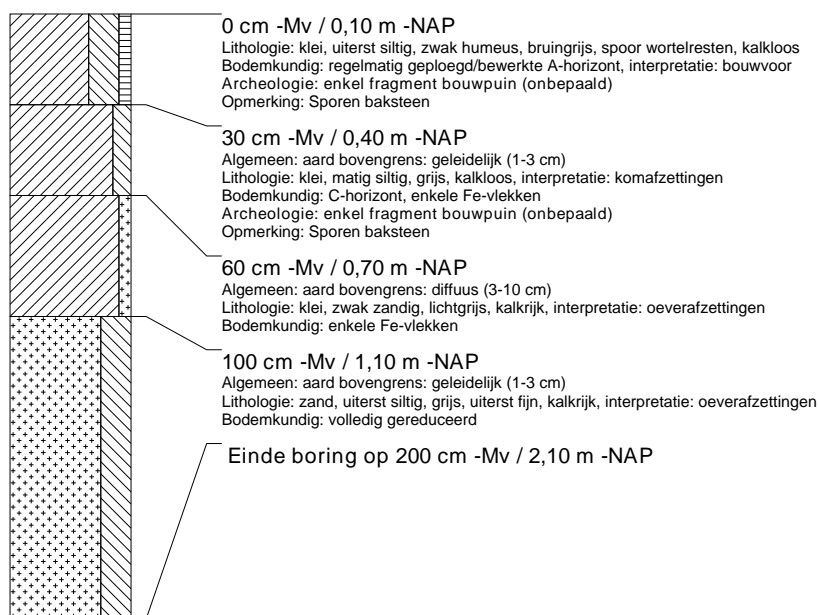 0 cm -Mv / 0,10 m -NAP
Lithologie: klei, uiterst siltig, zwak humeus, bruingrijs, spoor wortelresten, kalkloos
Bodemkundig: regelmatig geploegd/bewerkte A-horizont, interpretatie: bouwvoor
Archeologie: enkel fragment bouwpuin (onbepaald)
Opmerking: Sporen baksteen
30 cm -Mv / 0,40 m -NAP
Algemeen: aard bovengrens: geleidelijk (1-3 cm)
Lithologie: klei, matig siltig, grijs, kalkloos, interpretatie: komafzettingen
Bodemkundig: C-horizont, enkele Fe-vlekken
Archeologie: enkel fragment bouwpuin (onbepaald)
Opmerking: Sporen baksteen
60 cm -Mv / 0,70 m -NAP
Algemeen: aard bovengrens: diffuus (3-10 cm)
Lithologie: klei, zwak zandig, lichtgrijs, kalkrijk, interpretatie: oeverafzettingen
Bodemkundig: enkele Fe-vlekken
100 cm -Mv / 1,10 m -NAP
Algemeen: aard bovengrens: geleidelijk (1-3 cm)
Lithologie: zand, uiterst siltig, grijs, uiterst fijn, kalkrijk, interpretatie: oeverafzettingen
Bodemkundig: volledig gereduceerd
Einde boring op 200 cm -Mv / 2,10 m -NAP